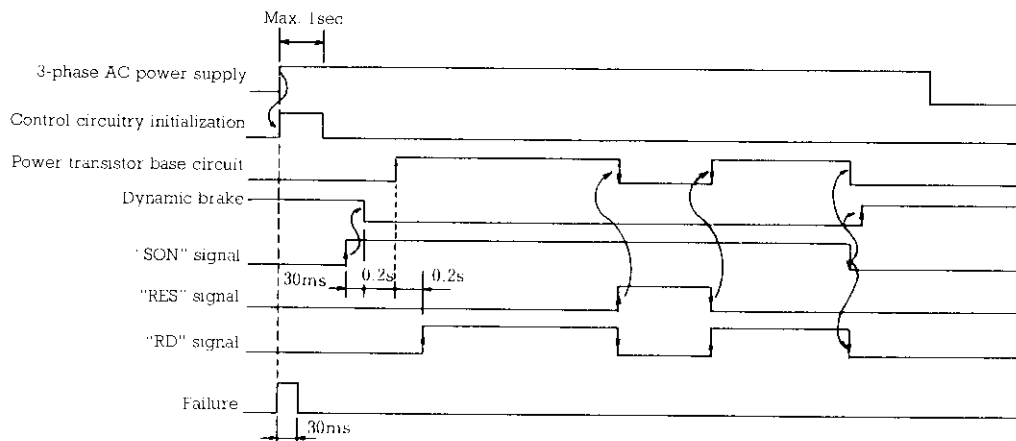 Max. 1sec
3-phase AC power supply
Control circuitry initialization
Power transistor base circuit
Dynamic brake
"SON" signal
30ms 0.2s 0.2s
"RES" signal
"RD" signal
Failure
30ms